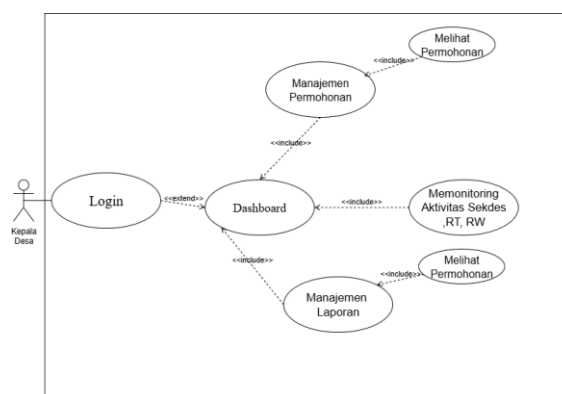 Melihat
Permohonan
<<include>>
Manajemen
Permohonan
<<include>>
Kepala
Desa
Login
<<extend>>
Dashboard
<<include>>
Memonitoring
Aktivitas Sekdes
,RT, RW
<<include>>
Melihat
Permohonan
<<include>>
Manajemen
Laporan